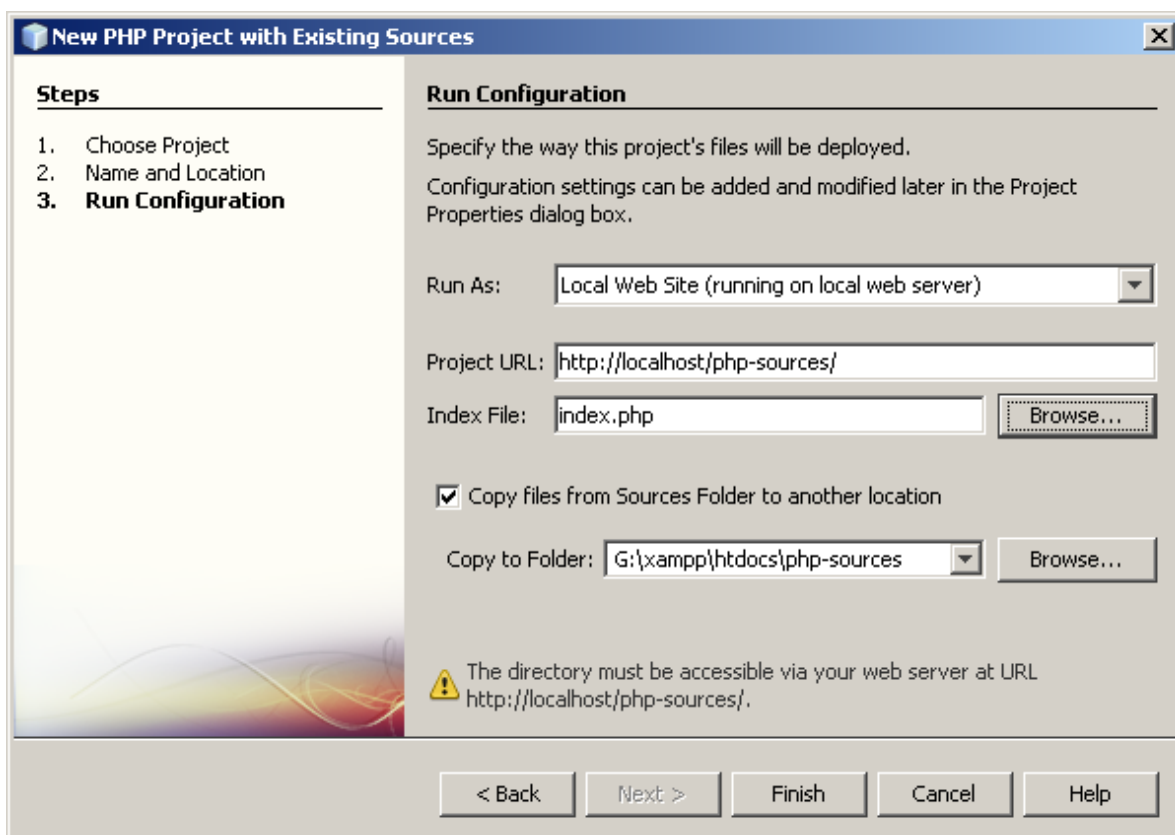 New PHP Project with Existing Sources
Steps
1. Choose Project
2. Name and Location
3. Run Configuration
Run Configuration
Specify the way this project's files will be deployed.
Configuration settings can be added and modified later in the Project
Properties dialog box.
Run As: Local Web Site (running on local web server)
Project URL: http://localhost/php-sources/
Index File: index.php Browse...
Copy files from Sources Folder to another location
Copy to Folder: G:\xampp\htdocs\php-sources Browse...
The directory must be accessible via your web server at URL
http://localhost/php-sources/.
< Back Next > Finish Cancel Help